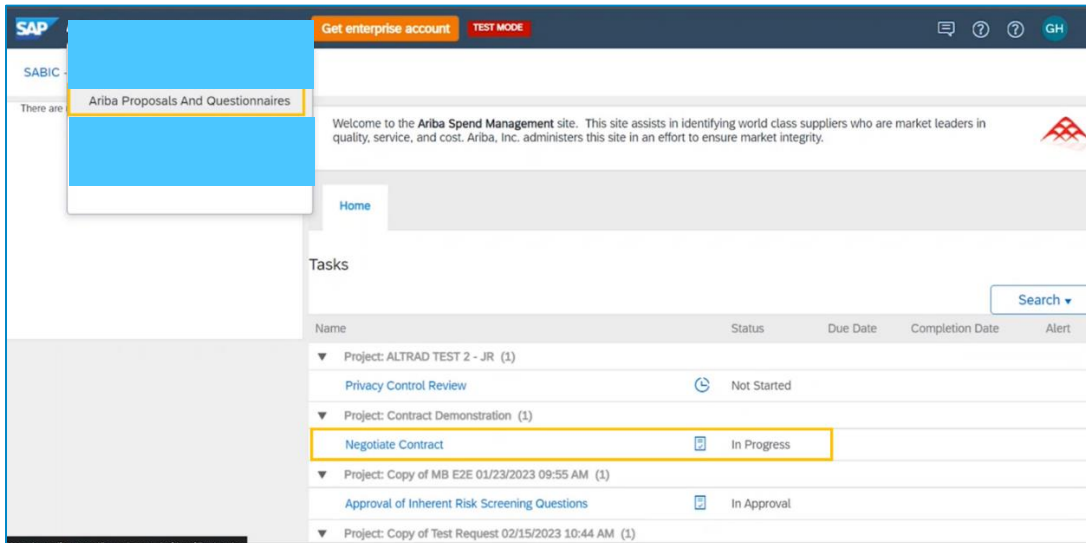 SAP
Get enterprise account
TEST MODE
GH
SABIC -
Ariba Proposals And Questionnaires
There are
Welcome to the Ariba Spend Management site. This site assists in identifying world class suppliers who are market leaders in
quality, service, and cost. Ariba, Inc. administers this site in an effort to ensure market integrity.
Home
Tasks
Search
Name Status Due Date Completion Date Alert
Project: ALTRAD TEST 2 - JR (1)
Privacy Control Review Not Started
Project: Contract Demonstration (1)
Negotiate Contract In Progress
Project: Copy of MB E2E 01/23/2023 09:55 AM (1)
Approval of Inherent Risk Screening Questions In Approval
Project: Copy of Test Request 02/15/2023 10:44 AM (1)